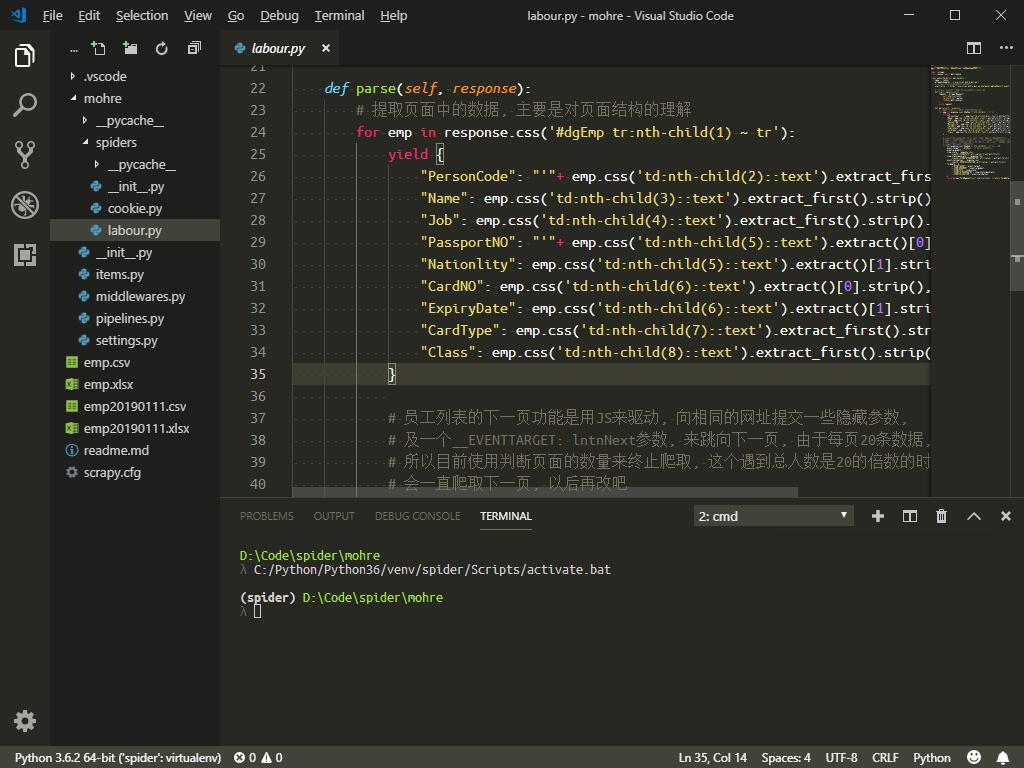 File Edit Selection View Go Debug Terminal Help labour.py - mohre - Visual Studio Code
...
.vscode
mohre
__pycache__
spiders
__pycache__
__init__.py
cookie.py
labour.py
__init__.py
items.py
middlewares.py
pipelines.py
settings.py
emp.csv
emp.xlsx
emp20190111.csv
emp20190111.xlsx
readme.md
scrapy.cfg
labour.py
21
22 def parse(self, response):
23 # 提取页面中的数据, 主要是对页面结构的理解
24 for emp in response.css('#dgEmp tr:nth-child(1) ~ tr'):
25 yield {
26 "PersonCode": "'"+ emp.css('td:nth-child(2)::text').extract_firs
27 "Name": emp.css('td:nth-child(3)::text').extract_first().strip()
28 "Job": emp.css('td:nth-child(4)::text').extract_first().strip().
29 "PassportNO": "'"+ emp.css('td:nth-child(5)::text').extract()[0]
30 "Nationlity": emp.css('td:nth-child(5)::text').extract()[1].stri
31 "CardNO": emp.css('td:nth-child(6)::text').extract()[0].strip(),
32 "ExpiryDate": emp.css('td:nth-child(6)::text').extract()[1].stri
33 "CardType": emp.css('td:nth-child(7)::text').extract_first().str
34 "Class": emp.css('td:nth-child(8)::text').extract_first().strip(
35 }
36
37 # 员工列表的下一页功能是用JS来驱动, 向相同的网址提交一些隐藏参数,
38 # 及一个__EVENTTARGET: lntnNext参数, 来跳向下一页, 由于每页20条数据,
39 # 所以目前使用判断页面的数量来终止爬取, 这个遇到总人数是20的倍数的时
40 # 会一直爬取下一页, 以后再改吧
PROBLEMS OUTPUT DEBUG CONSOLE TERMINAL 2: cmd
D:\Code\spider\mohre
λ C:/Python/Python36/venv/spider/Scripts/activate.bat
(spider) D:\Code\spider\mohre
λ
Python 3.6.2 64-bit ('spider': virtualenv) 0 0 Ln 35, Col 14 Spaces: 4 UTF-8 CRLF Python